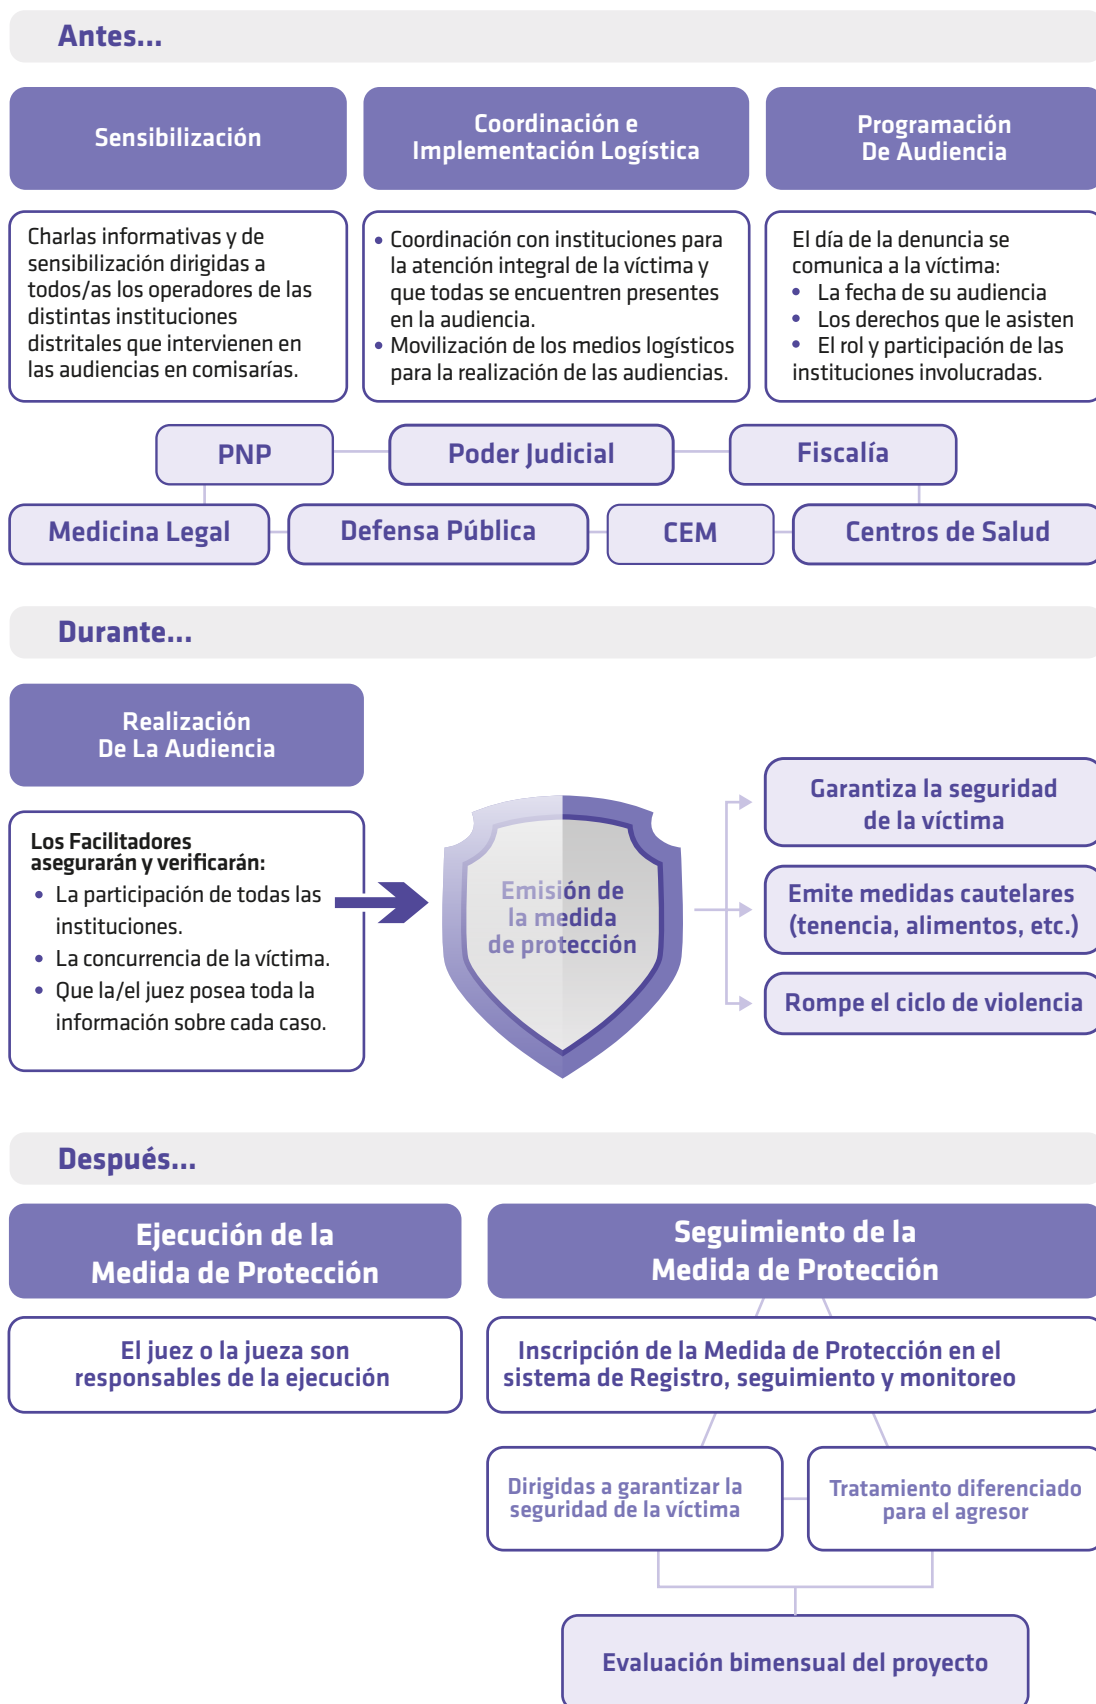 Antes...
Sensibilización
Coordinación e
Implementación Logística
Programación
De Audiencia
Charlas informativas y de
sensibilización dirigidas a
todos/as los operadores de las
distintas instituciones
distritales que intervienen en
las audiencias en comisarías.
• Coordinación con instituciones para
la atención integral de la víctima y
que todas se encuentren presentes
en la audiencia.
• Movilización de los medios logísticos
para la realización de las audiencias.
El día de la denuncia se
comunica a la víctima:
• La fecha de su audiencia
• Los derechos que le asisten
• El rol y participación de las
instituciones involucradas.
PNP
Poder Judicial
Fiscalía
Medicina Legal
Defensa Pública
CEM
Centros de Salud
Durante...
Realización
De La Audiencia
Los Facilitadores
asegurarán y verificarán:
• La participación de todas las
instituciones.
• La concurrencia de la víctima.
• Que la/el juez posea toda la
información sobre cada caso.
Emisión de
la medida
de protección
Garantiza la seguridad
de la víctima
Emite medidas cautelares
(tenencia, alimentos, etc.)
Rompe el ciclo de violencia
Después...
Ejecución de la
Medida de Protección
El juez o la jueza son
responsables de la ejecución
Seguimiento de la
Medida de Protección
Inscripción de la Medida de Protección en el
sistema de Registro, seguimiento y monitoreo
Dirigidas a garantizar la
seguridad de la víctima
Tratamiento diferenciado
para el agresor
Evaluación bimensual del proyecto